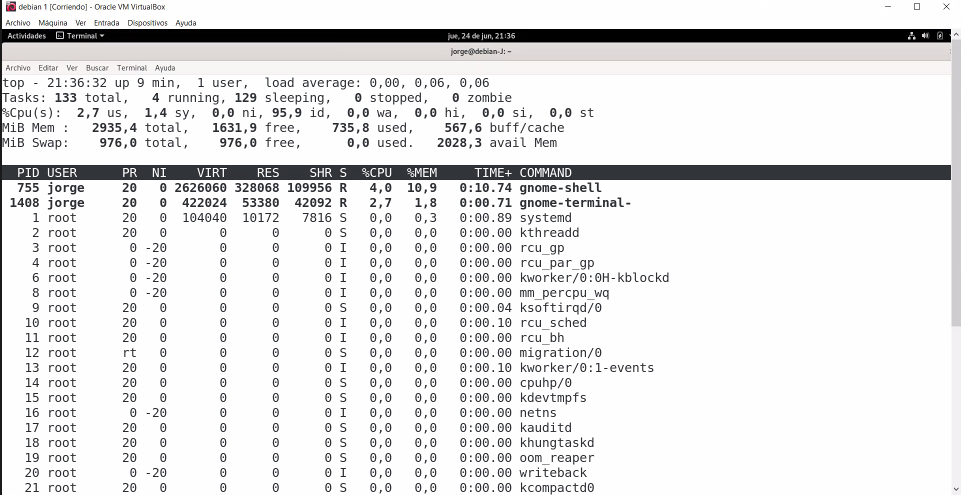 debian 1 [Corriendo] - Oracle VM VirtualBox
Archivo Máquina Ver Entrada Dispositivos Ayuda
Actividades Terminal jue, 24 de jun, 21:36
jorge@debian-J: ~
Archivo Editar Ver Buscar Terminal Ayuda
top - 21:36:32 up 9 min, 1 user, load average: 0,00, 0,06, 0,06
Tasks: 133 total, 4 running, 129 sleeping, 0 stopped, 0 zombie
%Cpu(s): 2,7 us, 1,4 sy, 0,0 ni, 95,9 id, 0,0 wa, 0,0 hi, 0,0 si, 0,0 st
MiB Mem : 2935,4 total, 1631,9 free, 735,8 used, 567,6 buff/cache
MiB Swap: 976,0 total, 976,0 free, 0,0 used. 2028,3 avail Mem
PID USER PR NI VIRT RES SHR S %CPU %MEM TIME+ COMMAND
755 jorge 20 0 2626060 328068 109956 R 4,0 10,9 0:10.74 gnome-shell
1408 jorge 20 0 422024 53380 42092 R 2,7 1,8 0:00.71 gnome-terminal-
1 root 20 0 104040 10172 7816 S 0,0 0,3 0:00.89 systemd
2 root 20 0 0 0 0 S 0,0 0,0 0:00.00 kthreadd
3 root 0 -20 0 0 0 I 0,0 0,0 0:00.00 rcu_gp
4 root 0 -20 0 0 0 I 0,0 0,0 0:00.00 rcu_par_gp
6 root 0 -20 0 0 0 I 0,0 0,0 0:00.00 kworker/0:0H-kblockd
8 root 0 -20 0 0 0 I 0,0 0,0 0:00.00 mm_percpu_wq
9 root 20 0 0 0 0 S 0,0 0,0 0:00.04 ksoftirqd/0
10 root 20 0 0 0 0 I 0,0 0,0 0:00.10 rcu_sched
11 root 20 0 0 0 0 I 0,0 0,0 0:00.00 rcu_bh
12 root rt 0 0 0 0 S 0,0 0,0 0:00.00 migration/0
13 root 20 0 0 0 0 I 0,0 0,0 0:00.10 kworker/0:1-events
14 root 20 0 0 0 0 S 0,0 0,0 0:00.00 cpuhp/0
15 root 20 0 0 0 0 S 0,0 0,0 0:00.00 kdevtmpfs
16 root 0 -20 0 0 0 I 0,0 0,0 0:00.00 netns
17 root 20 0 0 0 0 S 0,0 0,0 0:00.00 kauditd
18 root 20 0 0 0 0 S 0,0 0,0 0:00.00 khungtaskd
19 root 20 0 0 0 0 S 0,0 0,0 0:00.00 oom_reaper
20 root 0 -20 0 0 0 I 0,0 0,0 0:00.00 writeback
21 root 20 0 0 0 0 S 0,0 0,0 0:00.00 kcompactd0